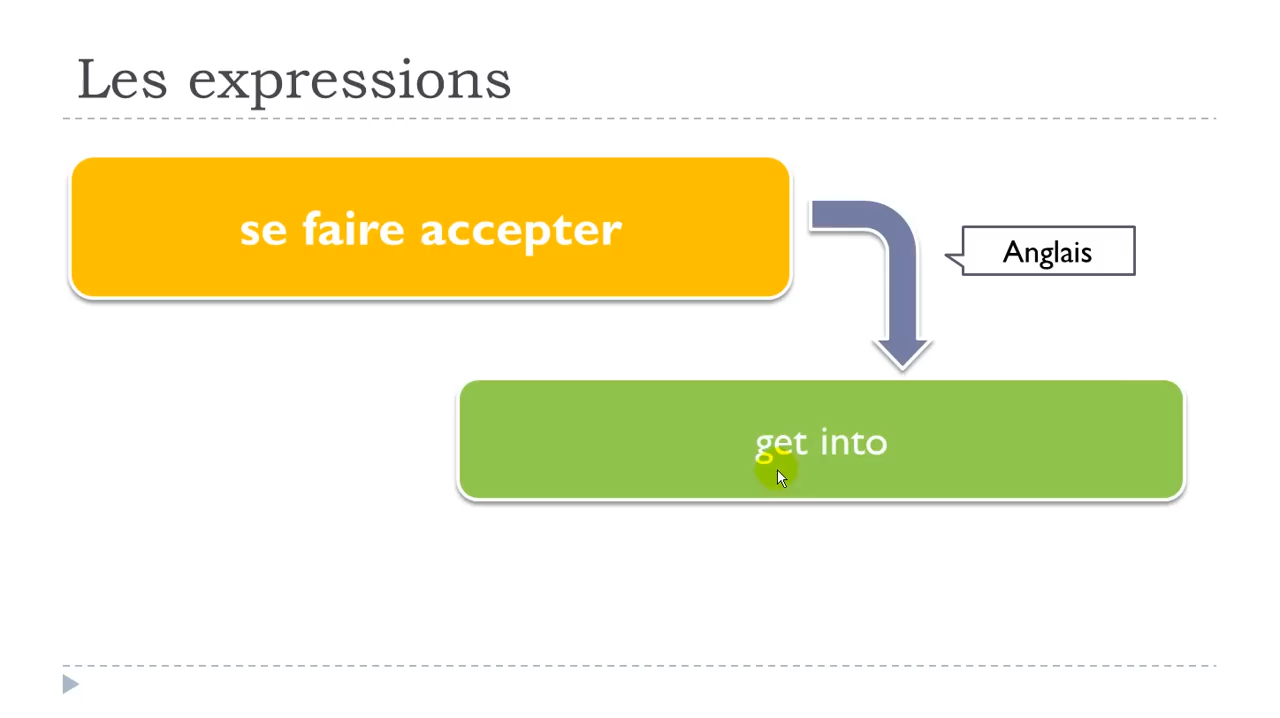 Les expressions
se faire accepter
Anglais
get into